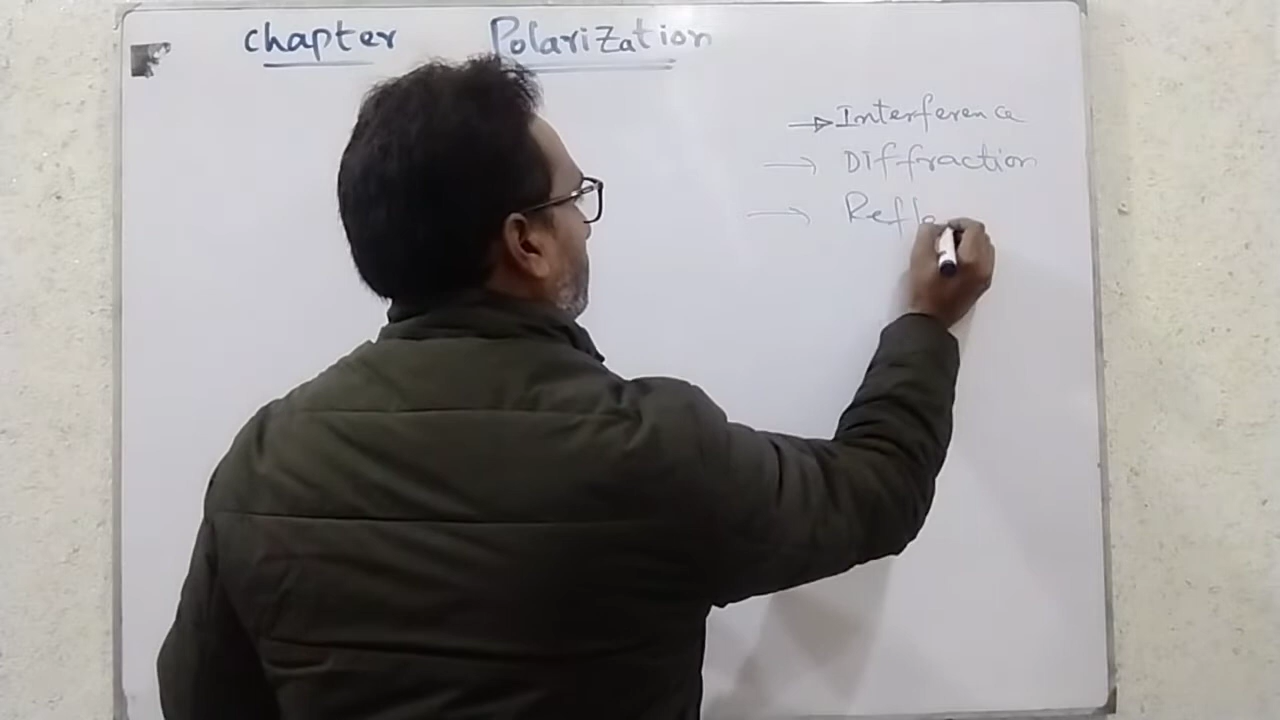 chapter Polarization
→ Interference
→ Diffraction
→ Refle